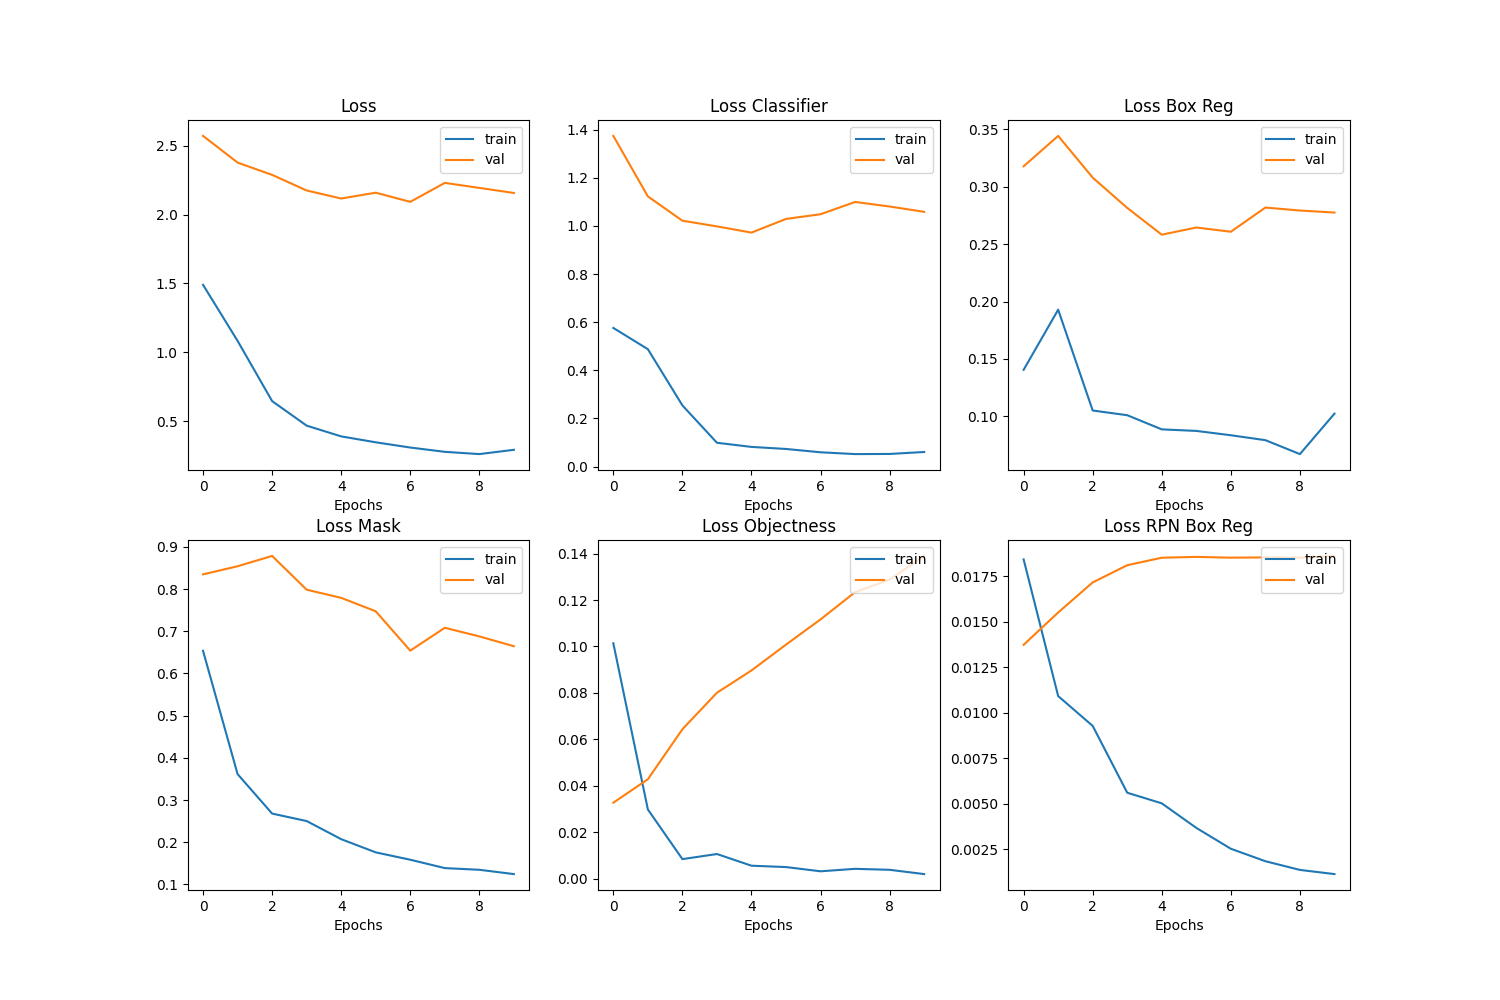 Loss
train
val
2.5
2.0
1.5
1.0
0.5
0 2 4 6 8
Epochs
Loss Classifier
train
val
1.4
1.2
1.0
0.8
0.6
0.4
0.2
0.0
0 2 4 6 8
Epochs
Loss Box Reg
train
val
0.35
0.30
0.25
0.20
0.15
0.10
0 2 4 6 8
Epochs
Loss Mask
train
val
0.9
0.8
0.7
0.6
0.5
0.4
0.3
0.2
0.1
0 2 4 6 8
Epochs
Loss Objectness
train
val
0.14
0.12
0.10
0.08
0.06
0.04
0.02
0.00
0 2 4 6 8
Epochs
Loss RPN Box Reg
train
val
0.0175
0.0150
0.0125
0.0100
0.0075
0.0050
0.0025
0 2 4 6 8
Epochs